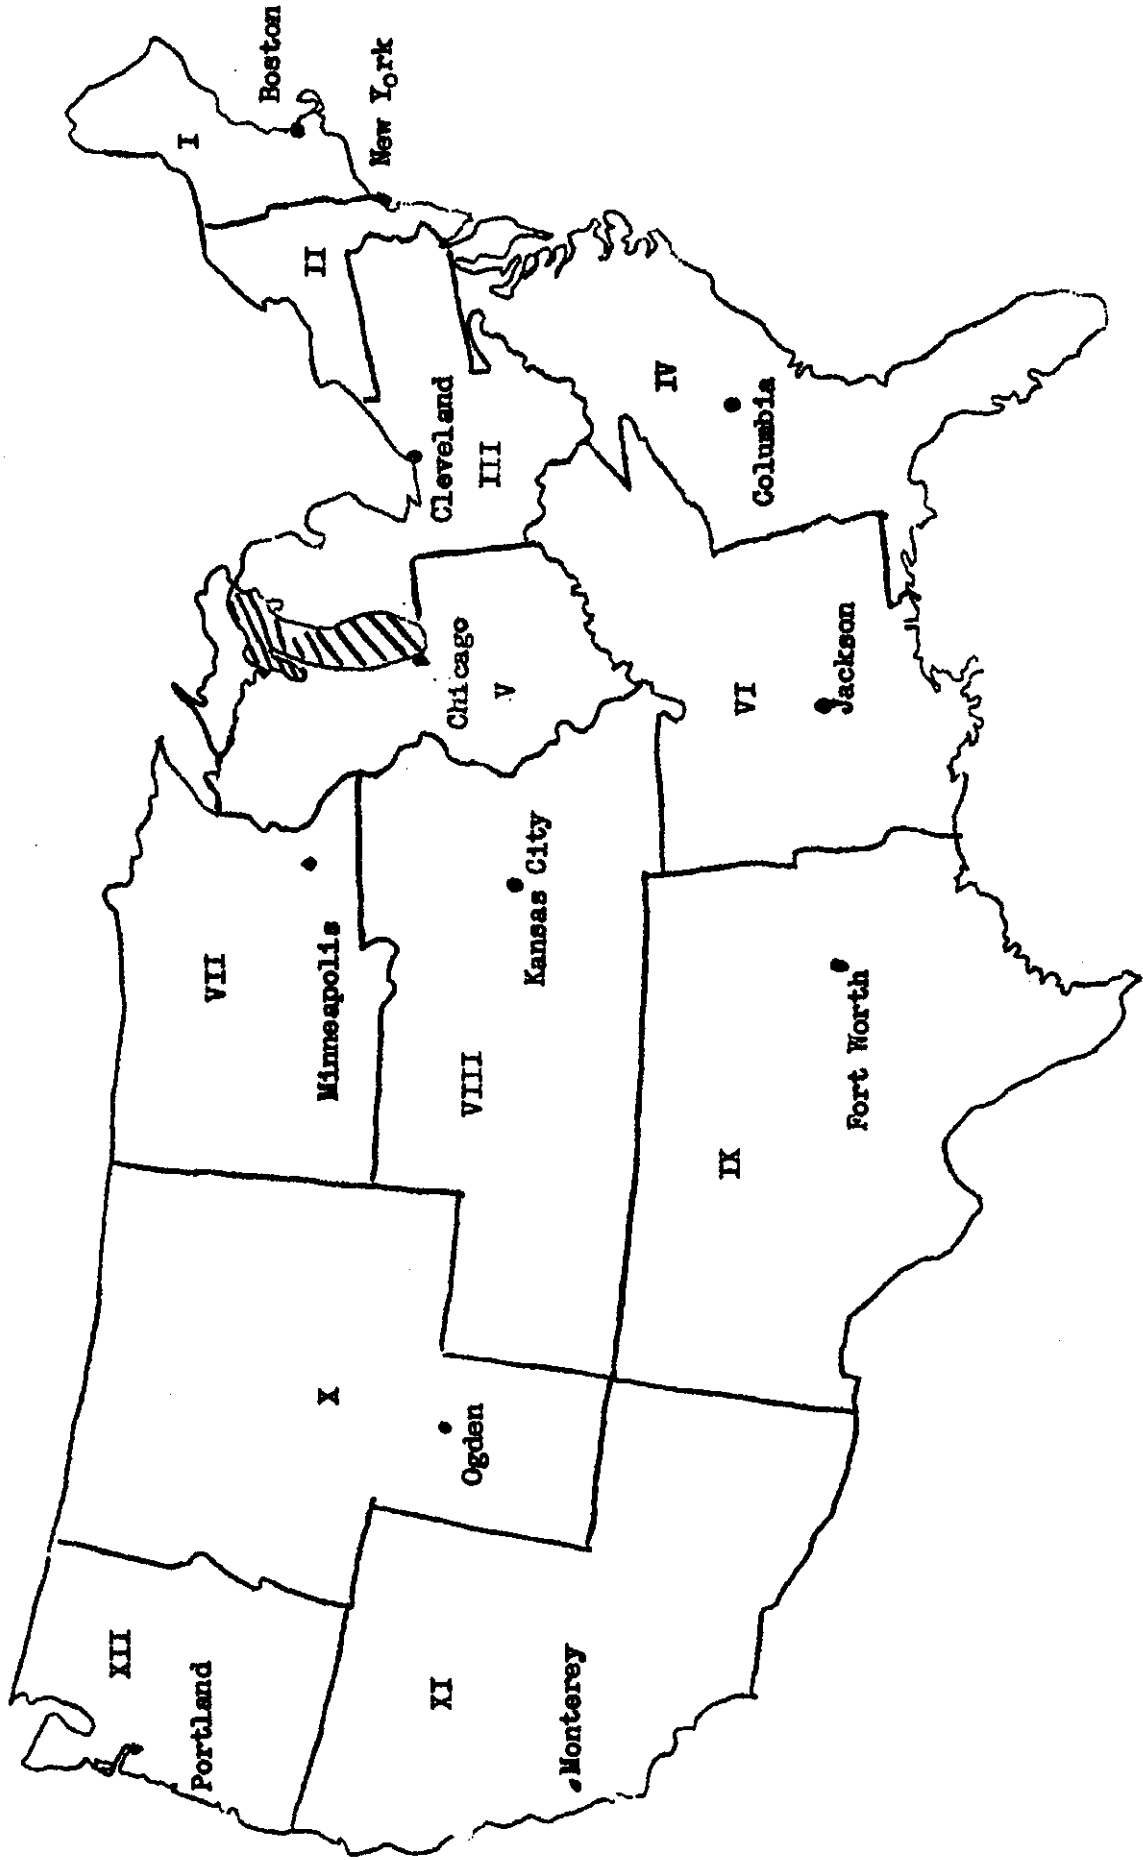 I
Boston
New York
II
Cleveland
III
IV
Columbia
Chicago
V
VI
Jackson
VII
Minneapolis
Kansas City
VIII
IX
Fort Worth
X
Ogden
XII
Portland
XI
Monterey